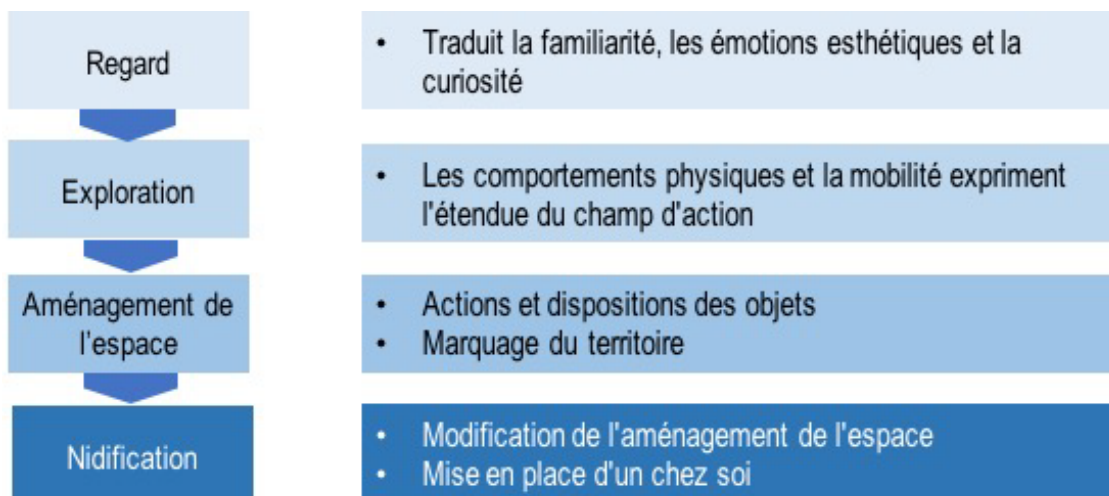 Regard
• Traduit la familiarité, les émotions esthétiques et la
curiosité
Exploration
• Les comportements physiques et la mobilité expriment
l'étendue du champ d'action
Aménagement de
l'espace
• Actions et dispositions des objets
• Marquage du territoire
Nidification
• Modification de l'aménagement de l'espace
• Mise en place d'un chez soi